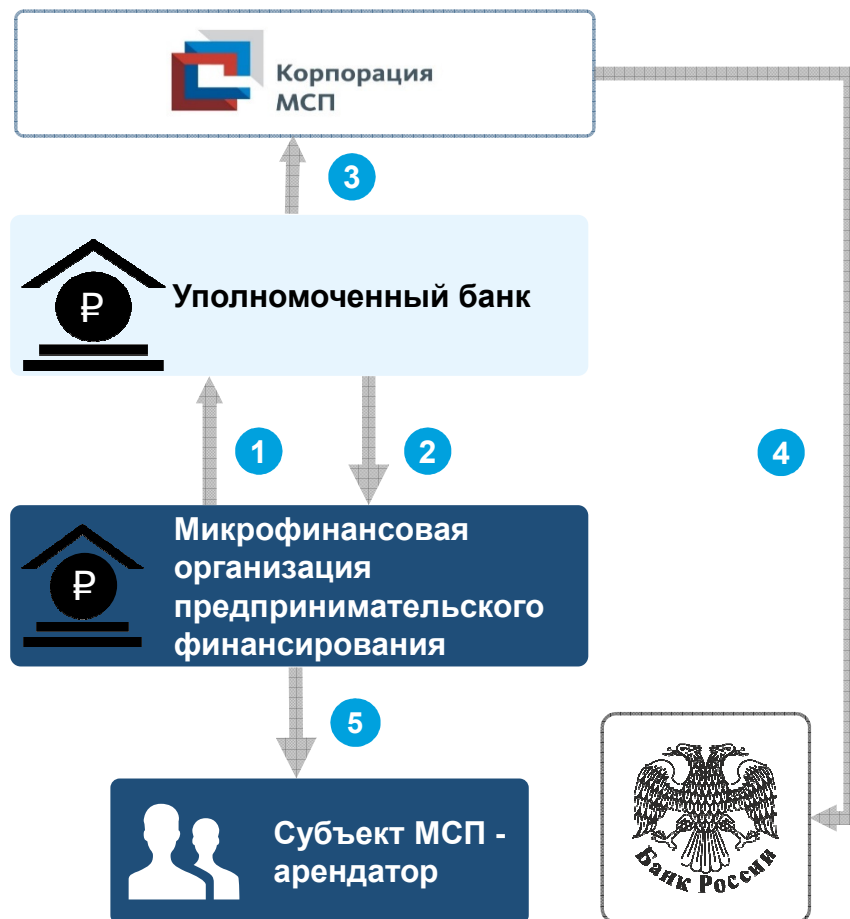 Корпорация
МСП
3
₽
Уполномоченный банк
1
2
4
₽
Микрофинансовая
организация
предпринимательского
финансирования
5
Субъект МСП -
арендатор
Банк России